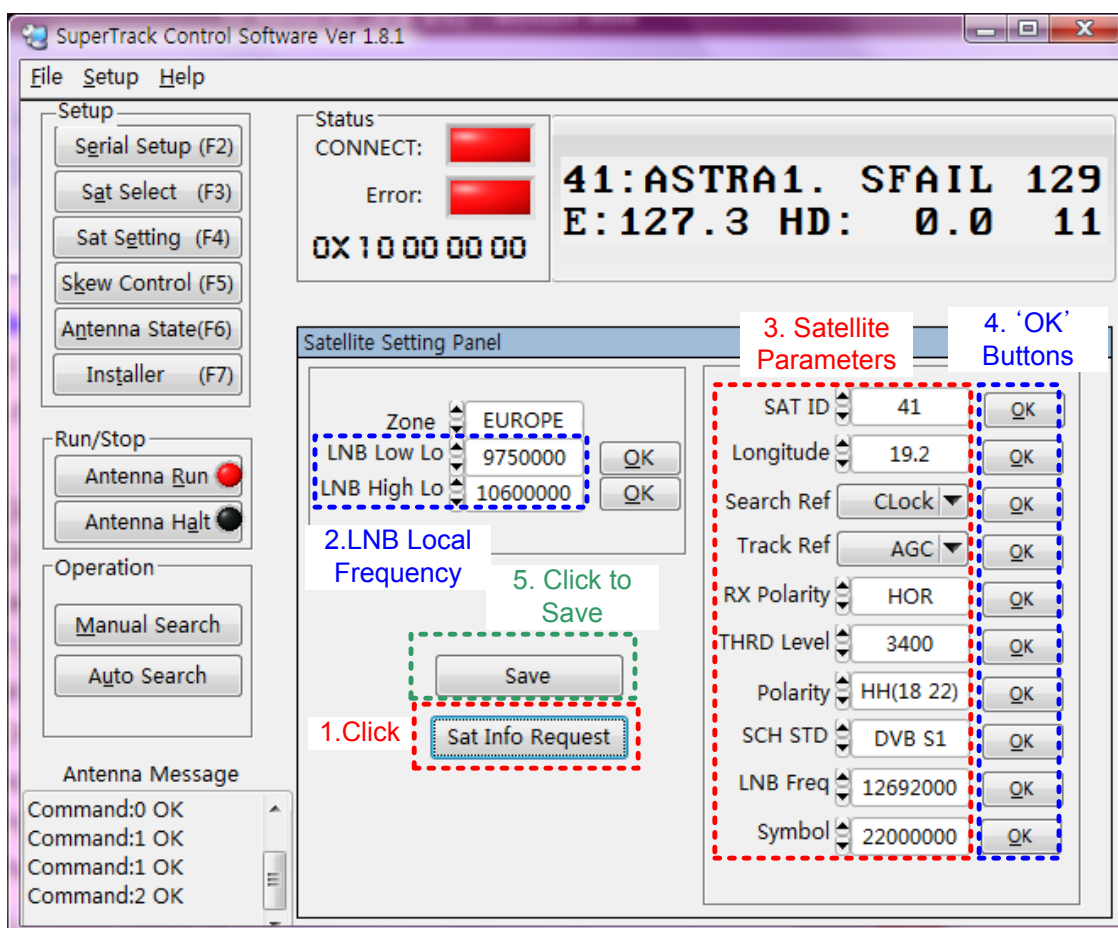 SuperTrack Control Software Ver 1.8.1
File Setup Help
Setup
Serial Setup (F2)
Sat Select (F3)
Sat Setting (F4)
Skew Control (F5)
Antenna State(F6)
Installer (F7)
Run/Stop
Antenna Run
Antenna Halt
Operation
Manual Search
Auto Search
Antenna Message
Command:0 OK
Command:1 OK
Command:1 OK
Command:2 OK
Status
CONNECT:
Error:
0X10000000
41:ASTRA1. SFAIL 129
E:127.3 HD: 0.0 11
Satellite Setting Panel
Zone EUROPE
LNB Low Lo 9750000 OK
LNB High Lo 10600000 OK
2.LNB Local
Frequency
5. Click to
Save
Save
1.Click
Sat Info Request
3. Satellite
Parameters
4. ‘OK’
Buttons
SAT ID 41 OK
Longitude 19.2 OK
Search Ref CLock OK
Track Ref AGC OK
RX Polarity HOR OK
THRD Level 3400 OK
Polarity HH(18 22) OK
SCH STD DVB S1 OK
LNB Freq 12692000 OK
Symbol 22000000 OK